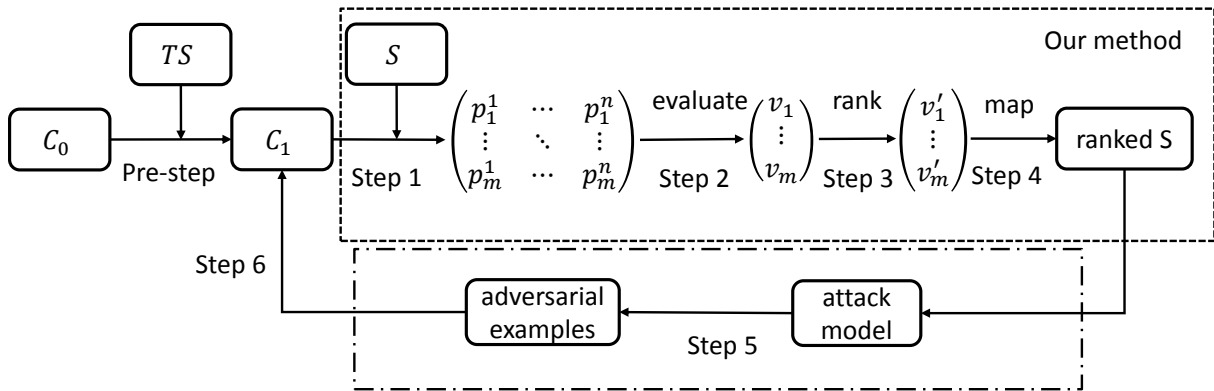 Our method
TS
S
C₀
Pre-step
C₁
Step 1
p₁¹ ⋯ p₁ⁿ
⋮ ⋱ ⋮
pₘ¹ ⋯ pₘⁿ
evaluate
Step 2
v₁
⋮
vₘ
rank
Step 3
v′₁
⋮
v′ₘ
map
Step 4
ranked S
Step 6
adversarial
examples
Step 5
attack
model